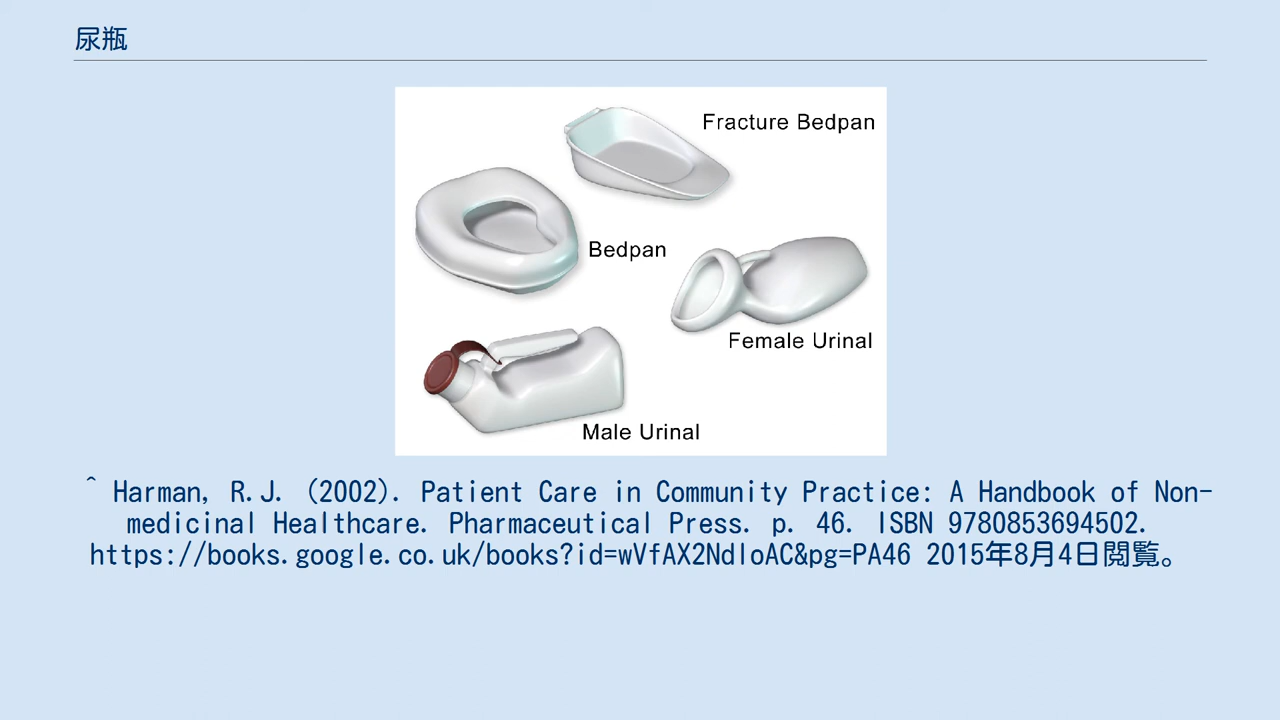 尿瓶
Fracture Bedpan
Bedpan
Female Urinal
Male Urinal
^ Harman, R.J. (2002). Patient Care in Community Practice: A Handbook of Non-
medicinal Healthcare. Pharmaceutical Press. p. 46. ISBN 9780853694502.
https://books.google.co.uk/books?id=wVfAX2NdloAC&pg=PA46 2015年8月4日閲覧。